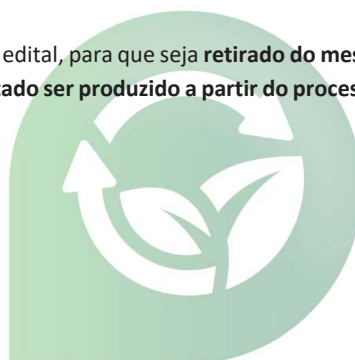 edital, para que seja retirado do mes
ado ser produzido a partir do proces